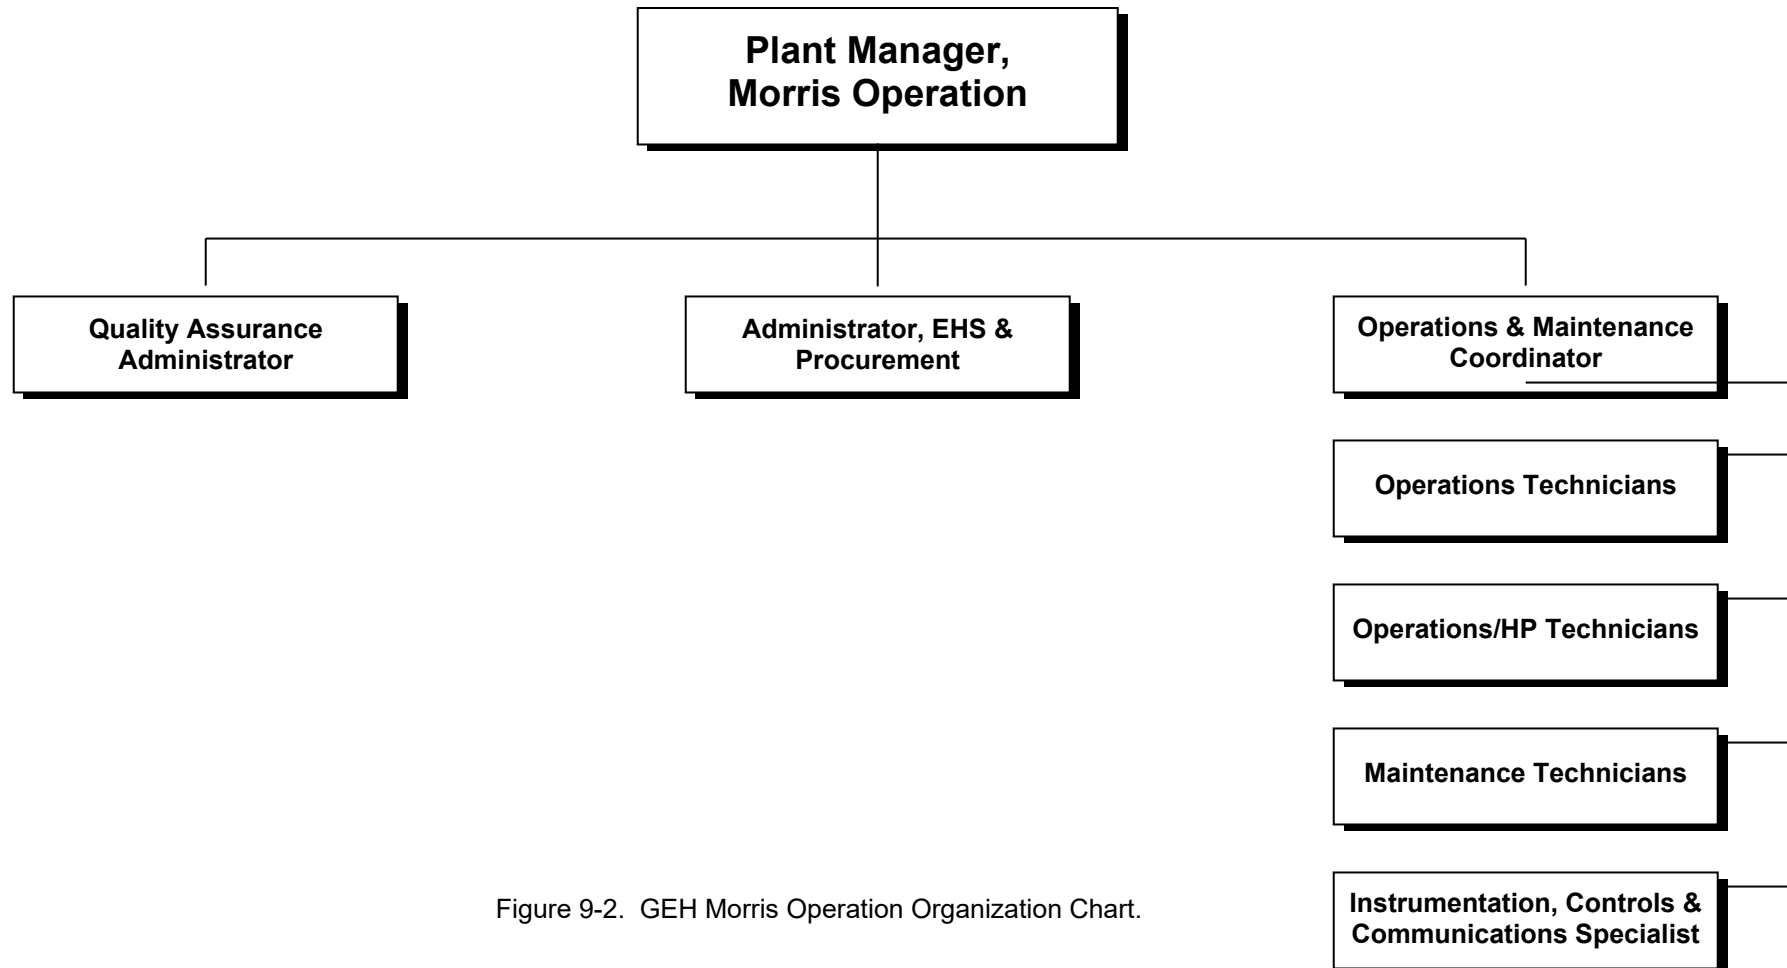 Plant Manager,
Morris Operation
Quality Assurance
Administrator
Administrator, EHS &
Procurement
Operations & Maintenance
Coordinator
Operations Technicians
Operations/HP Technicians
Maintenance Technicians
Instrumentation, Controls &
Communications Specialist
Figure 9-2.  GEH Morris Operation Organization Chart.